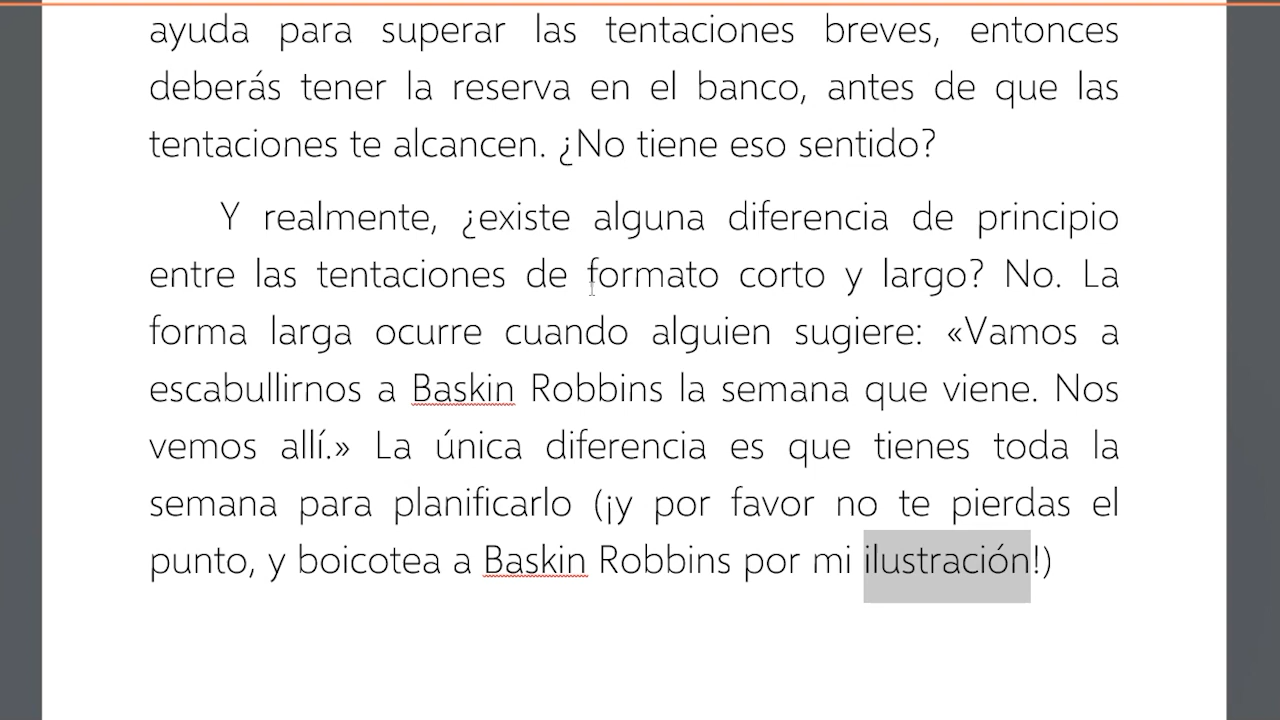 ayuda para superar las tentaciones breves, entonces
deberás tener la reserva en el banco, antes de que las
tentaciones te alcancen. ¿No tiene eso sentido?
Y realmente, ¿existe alguna diferencia de principio
entre las tentaciones de formato corto y largo? No. La
forma larga ocurre cuando alguien sugiere: «Vamos a
escabullirnos a Baskin Robbins la semana que viene. Nos
vemos allí.» La única diferencia es que tienes toda la
semana para planificarlo (¡y por favor no te pierdas el
punto, y boicotea a Baskin Robbins por mi ilustración!)